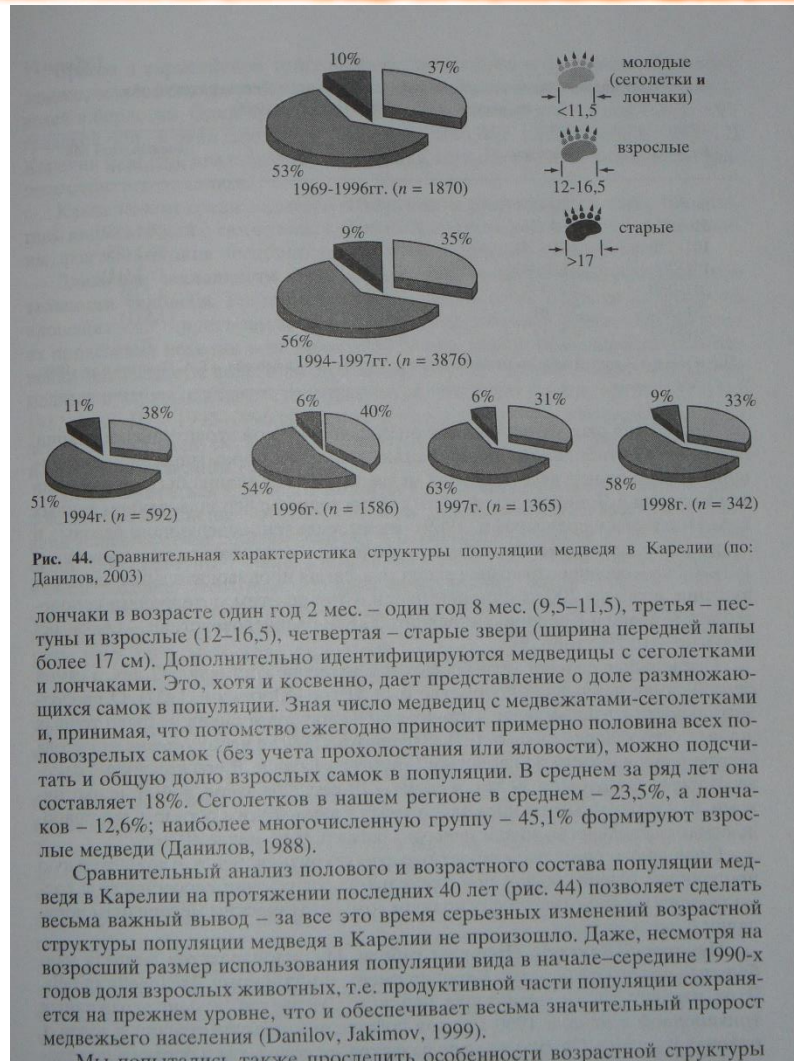 10%
37%
53%
1969-1996гг. (n = 1870)
молодые
(сеголетки и
лончаки)
<11,5
взрослые
12-16,5
старые
>17
9%
35%
56%
1994-1997гг. (n = 3876)
11%
38%
51%
1994г. (n = 592)
6%
40%
54%
1996г. (n = 1586)
6%
31%
63%
1997г. (n = 1365)
9%
33%
58%
1998г. (n = 342)
Рис. 44. Сравнительная характеристика структуры популяции медведя в Карелии (по:
Данилов, 2003)
лончаки в возрасте один год 2 мес. – один год 8 мес. (9,5–11,5), третья – пес-
туны и взрослые (12–16,5), четвертая – старые звери (ширина передней лапы
более 17 см). Дополнительно идентифицируются медведицы с сеголетками
и лончаками. Это, хотя и косвенно, дает представление о доле размножаю-
щихся самок в популяции. Зная число медведиц с медвежатами-сеголетками
и, принимая, что потомство ежегодно приносит примерно половина всех по-
ловозрелых самок (без учета прохолостания или яловости), можно подсчи-
тать и общую долю взрослых самок в популяции. В среднем за ряд лет она
составляет 18%. Сеголетков в нашем регионе в среднем – 23,5%, а лонча-
ков – 12,6%; наиболее многочисленную группу – 45,1% формируют взрос-
лые медведи (Данилов, 1988).
Сравнительный анализ полового и возрастного состава популяции мед-
ведя в Карелии на протяжении последних 40 лет (рис. 44) позволяет сделать
весьма важный вывод – за все это время серьезных изменений возрастной
структуры популяции медведя в Карелии не произошло. Даже, несмотря на
возросший размер использования популяции вида в начале–середине 1990-х
годов доля взрослых животных, т.е. продуктивной части популяции сохраня-
ется на прежнем уровне, что и обеспечивает весьма значительный прирост
медвежьего населения (Danilov, Jakimov, 1999).
Мы попытались также проследить особенности возрастной структуры